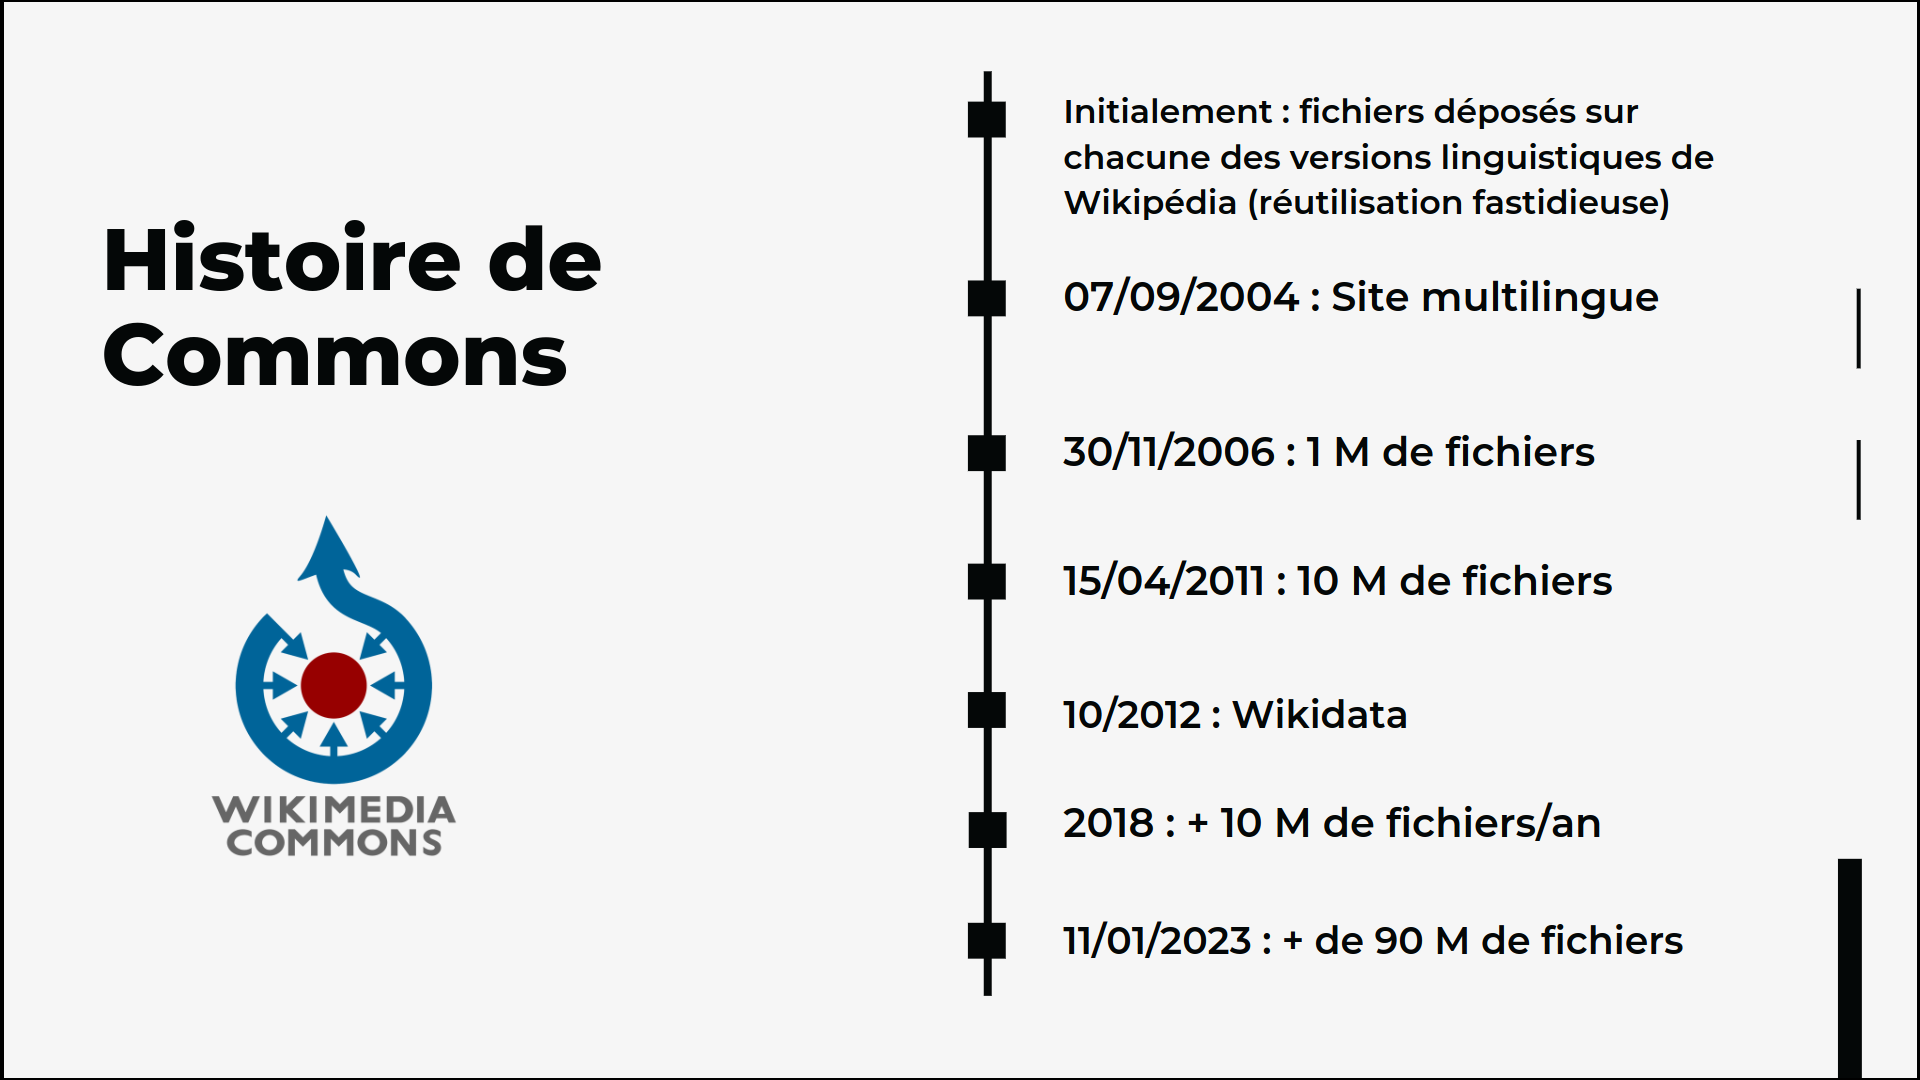 Histoire de
Commons
WIKIMEDIA
COMMONS
Initialement : fichiers déposés sur
chacune des versions linguistiques de
Wikipédia (réutilisation fastidieuse)
07/09/2004 : Site multilingue
30/11/2006 : 1 M de fichiers
15/04/2011 : 10 M de fichiers
10/2012 : Wikidata
2018 : + 10 M de fichiers/an
11/01/2023 : + de 90 M de fichiers